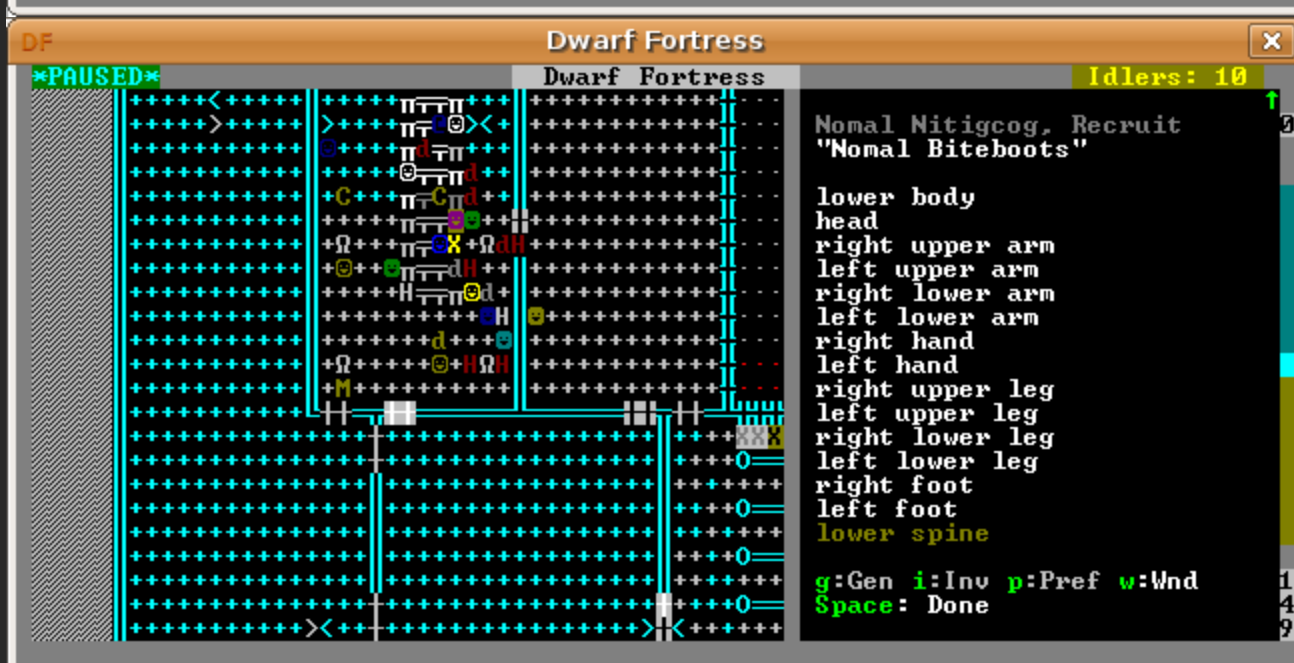 DF Dwarf Fortress
*PAUSED* Dwarf Fortress Idlers: 10
Nomal Nitigcog, Recruit
"Nomal Biteboots"
lower body
head
right upper arm
left upper arm
right lower arm
left lower arm
right hand
left hand
right upper leg
left upper leg
right lower leg
left lower leg
right foot
left foot
lower spine
g:Gen i:Inv p:Pref w:Wnd
Space: Done